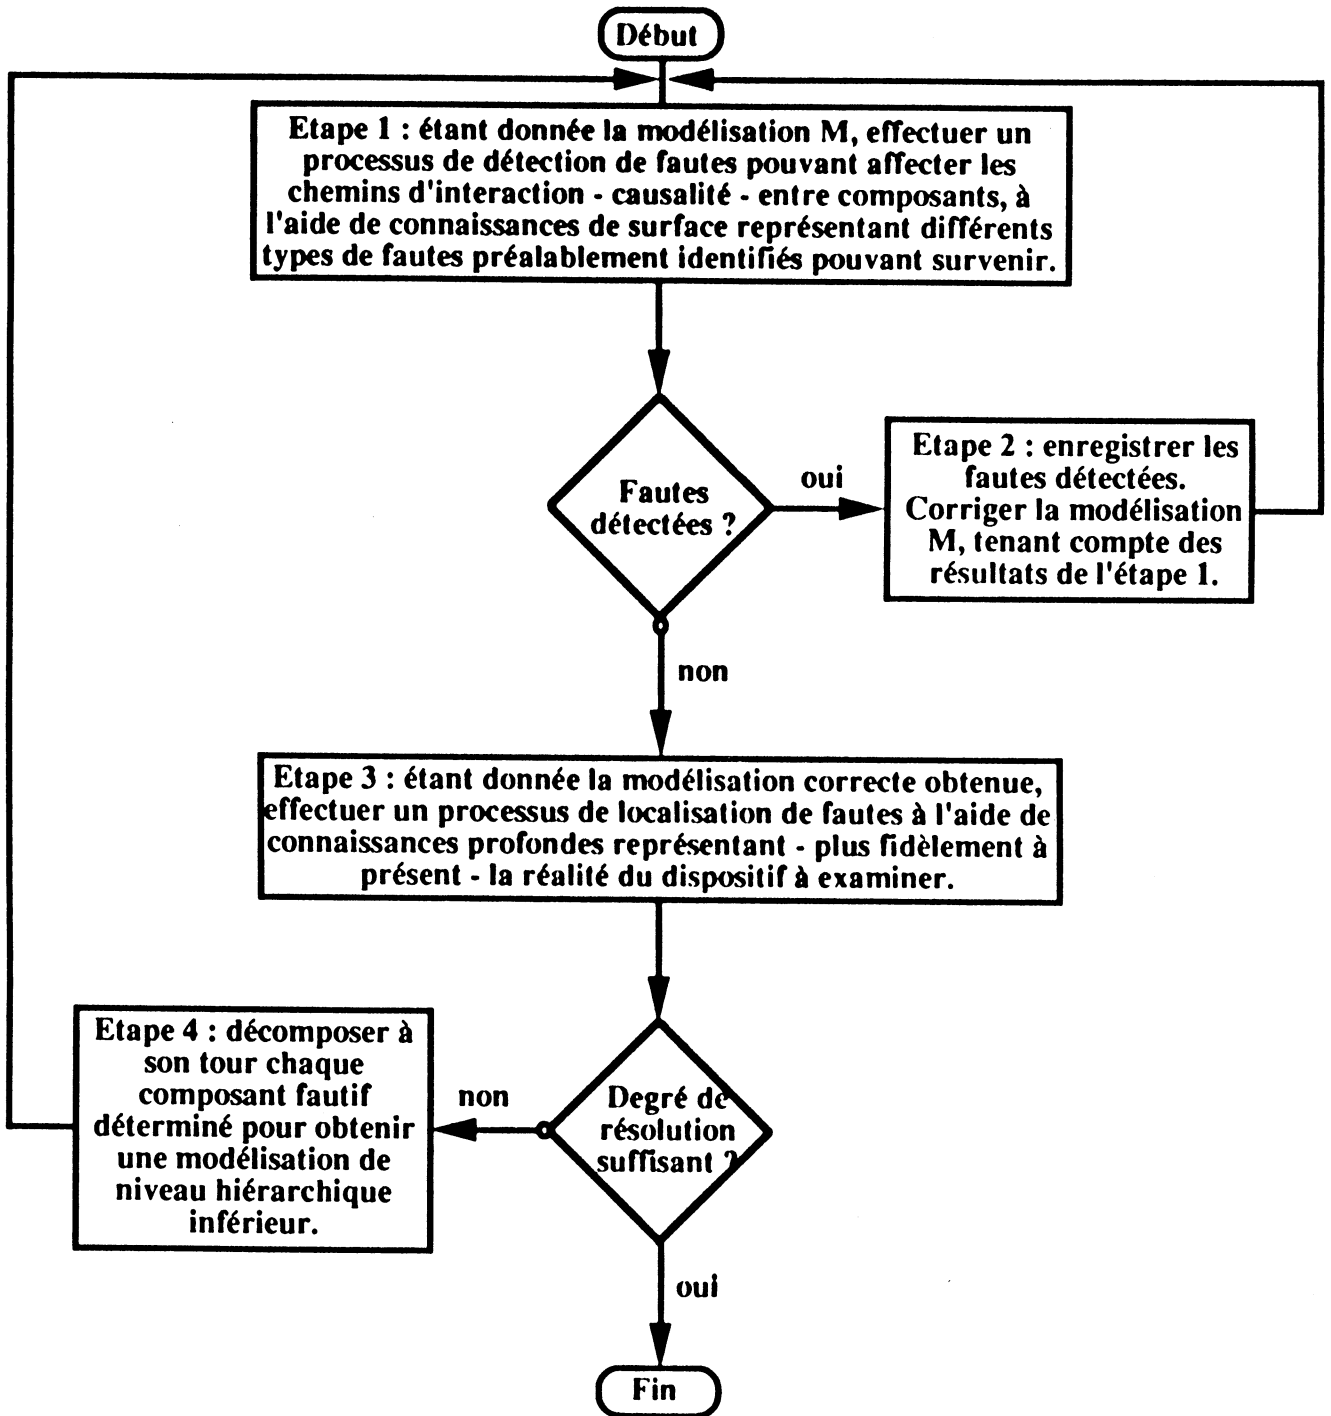 Début
Etape 1 : étant donnée la modélisation M, effectuer un
processus de détection de fautes pouvant affecter les
chemins d'interaction - causalité - entre composants, à
l'aide de connaissances de surface représentant différents
types de fautes préalablement identifiés pouvant survenir.
Fautes
détectées ?
oui
Etape 2 : enregistrer les
fautes détectées.
Corriger la modélisation
M, tenant compte des
résultats de l'étape 1.
non
Etape 3 : étant donnée la modélisation correcte obtenue,
effectuer un processus de localisation de fautes à l'aide de
connaissances profondes représentant - plus fidèlement à
présent - la réalité du dispositif à examiner.
Degré de
résolution
suffisant ?
non
Etape 4 : décomposer à
son tour chaque
composant fautif
déterminé pour obtenir
une modélisation de
niveau hiérarchique
inférieur.
oui
Fin